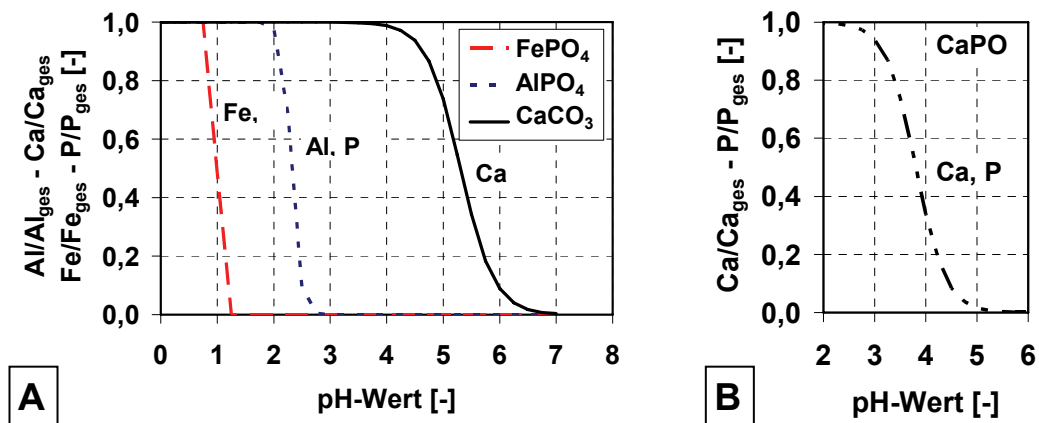 Al/Al_ges - Ca/Ca_ges
Fe/Fe_ges - P/P_ges [-]
1,0
0,8
0,6
0,4
0,2
0,0
FePO4
AlPO4
CaCO3
Fe,
Al, P
Ca
0 1 2 3 4 5 6 7 8
pH-Wert [-]
A
Ca/Ca_ges - P/P_ges [-]
1,0
0,8
0,6
0,4
0,2
0,0
CaPO
Ca, P
2 3 4 5 6
pH-Wert [-]
B